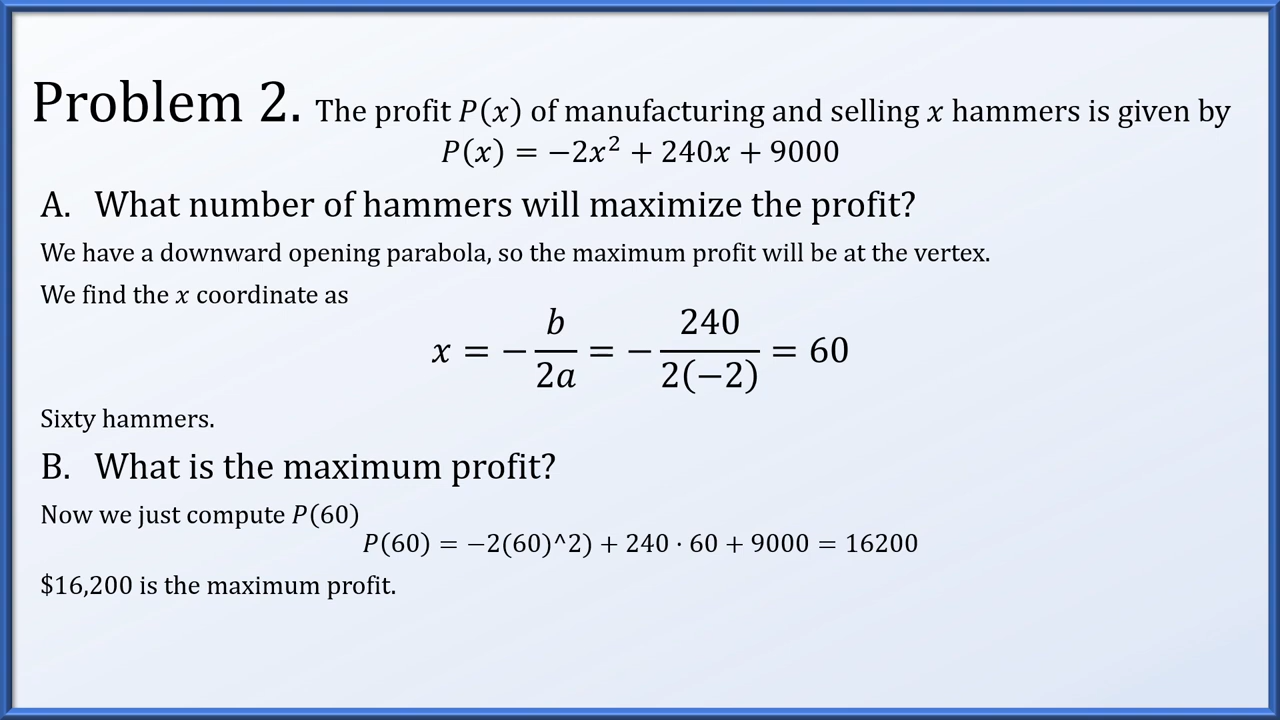 Problem 2. The profit P(x) of manufacturing and selling x hammers is given by
P(x) = −2x² + 240x + 9000
A. What number of hammers will maximize the profit?
We have a downward opening parabola, so the maximum profit will be at the vertex.
We find the x coordinate as
x = −b/2a = −240/2(−2) = 60
Sixty hammers.
B. What is the maximum profit?
Now we just compute P(60)
P(60) = −2(60)^2) + 240 · 60 + 9000 = 16200
$16,200 is the maximum profit.